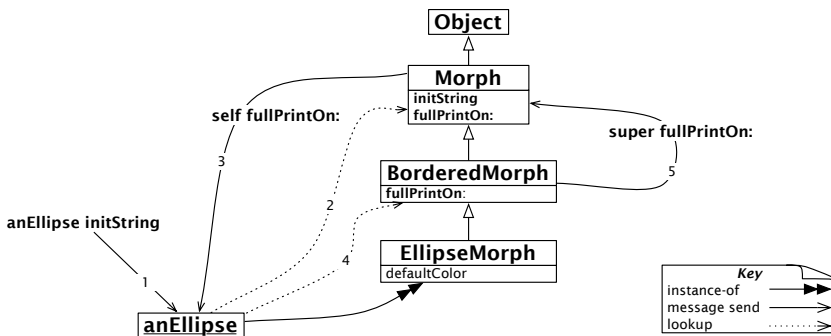 Object
Morph
initString
fullPrintOn:
self fullPrintOn:
super fullPrintOn:
3
2
5
BorderedMorph
fullPrintOn:
anEllipse initString
4
EllipseMorph
defaultColor
1
anEllipse
Key
instance-of
message send
lookup